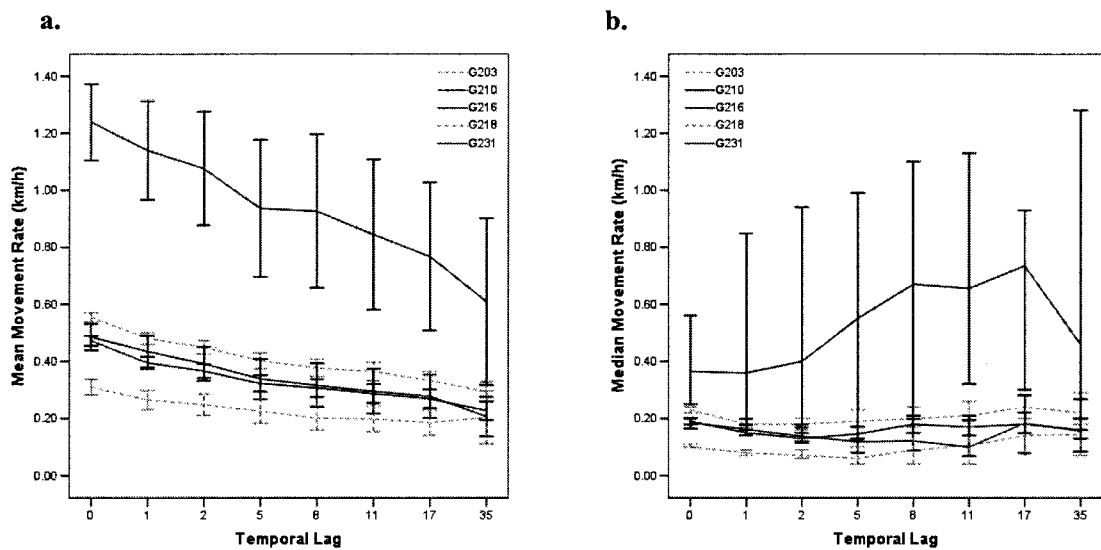 a.
Mean Movement Rate (km/h)
1.40
1.20
1.00
0.80
0.60
0.40
0.20
0.00
G203
G210
G216
G218
G231
0 1 2 5 8 11 17 35
Temporal Lag
b.
Median Movement Rate (km/h)
1.40
1.20
1.00
0.80
0.60
0.40
0.20
0.00
G203
G210
G216
G218
G231
0 1 2 5 8 11 17 35
Temporal Lag